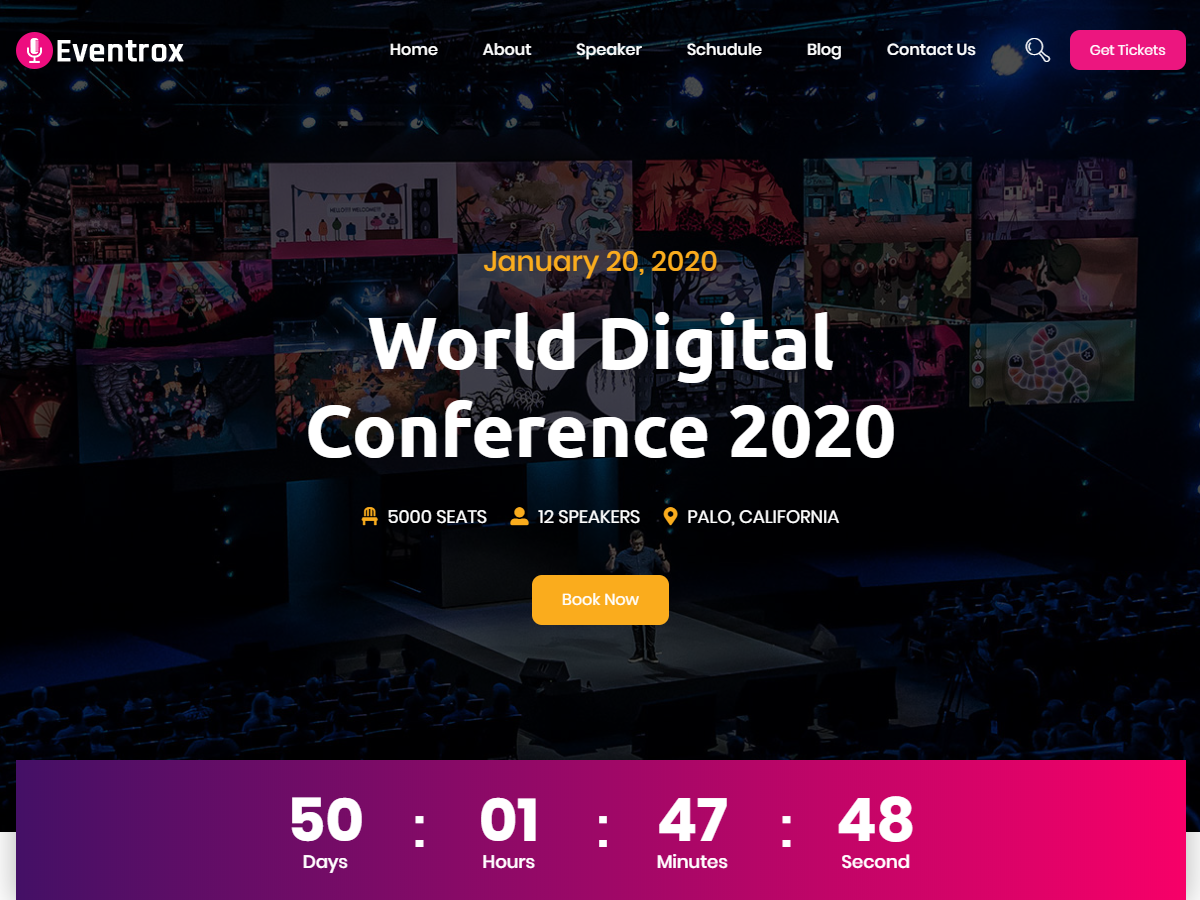 Eventrox
Home About Speaker Schudule Blog Contact Us
Get Tickets
January 20, 2020
World Digital
Conference 2020
5000 SEATS 12 SPEAKERS PALO, CALIFORNIA
Book Now
50 : 01 : 47 : 48
Days Hours Minutes Second